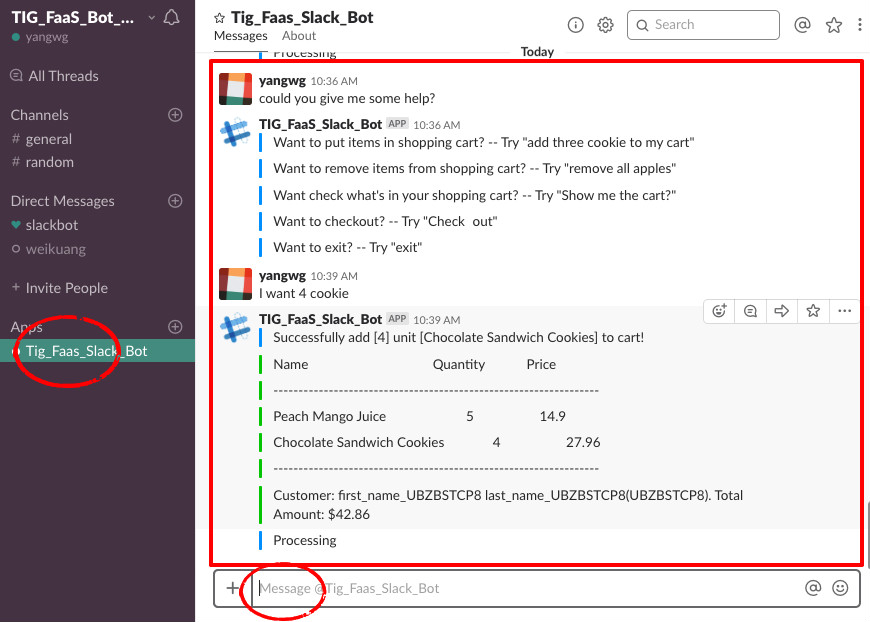 TIG_FaaS_Bot_...
yangwg
All Threads
Channels
# general
# random
Direct Messages
slackbot
weikuang
+ Invite People
Apps
Tig_Faas_Slack_Bot
Tig_Faas_Slack_Bot
Messages About
Search
Processing
Today
yangwg 10:36 AM
could you give me some help?
TIG_FaaS_Slack_Bot APP 10:36 AM
Want to put items in shopping cart? -- Try "add three cookie to my cart"
Want to remove items from shopping cart? -- Try "remove all apples"
Want check what's in your shopping cart? -- Try "Show me the cart?"
Want to checkout? -- Try "Check out"
Want to exit? -- Try "exit"
yangwg 10:39 AM
I want 4 cookie
TIG_FaaS_Slack_Bot APP 10:39 AM
Successfully add [4] unit [Chocolate Sandwich Cookies] to cart!
Name Quantity Price
----------------------------------------------------------------
Peach Mango Juice 5 14.9
Chocolate Sandwich Cookies 4 27.96
----------------------------------------------------------------
Customer: first_name_UBZBSTCP8 last_name_UBZBSTCP8(UBZBSTCP8). Total
Amount: $42.86
Processing
Message @Tig_Faas_Slack_Bot